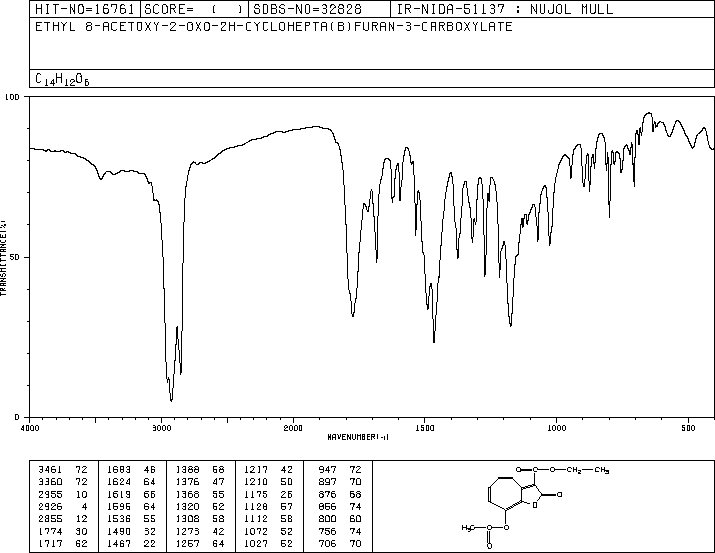 HIT-NO=16761 SCORE= ( ) SDBS-NO=32828 IR-NIDA-51137 : NUJOL MULL
ETHYL 8-ACETOXY-2-OXO-2H-CYCLOHEPTA(B)FURAN-3-CARBOXYLATE
C14H12O6
100
50
0
TRANSMITTANCE(%)
4000 3000 2000 1500 1000 500
WAVENUMBER(-1)
3461 72 1683 46 1388 68 1217 42 947 72
3360 72 1624 64 1376 47 1210 50 897 70
2955 10 1619 66 1368 55 1175 26 876 68
2926 4 1596 64 1320 52 1128 57 856 74
2855 12 1536 55 1308 58 1112 58 800 60
1774 30 1490 32 1273 42 1072 52 756 74
1717 62 1467 22 1257 64 1027 52 706 70
O=C—O—CH2—CH3
O
O
H3C—C—O
O